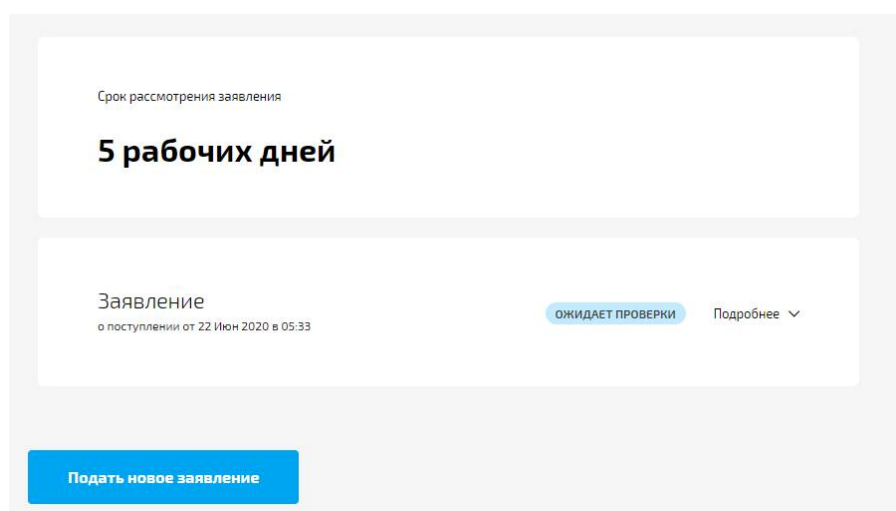 Срок рассмотрения заявления
5 рабочих дней
Заявление
о поступлении от 22 Июн 2020 в 05:33
ОЖИДАЕТ ПРОВЕРКИ
Подробнее
Подать новое заявление